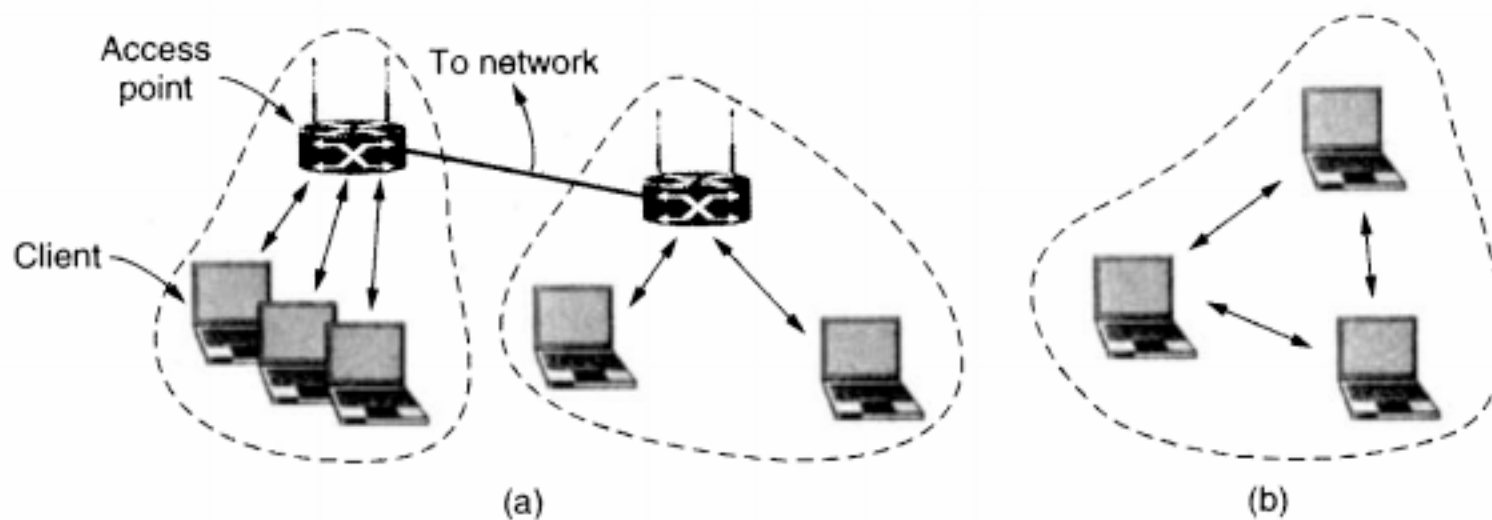 Access
point
To network
Client
(a)
(b)